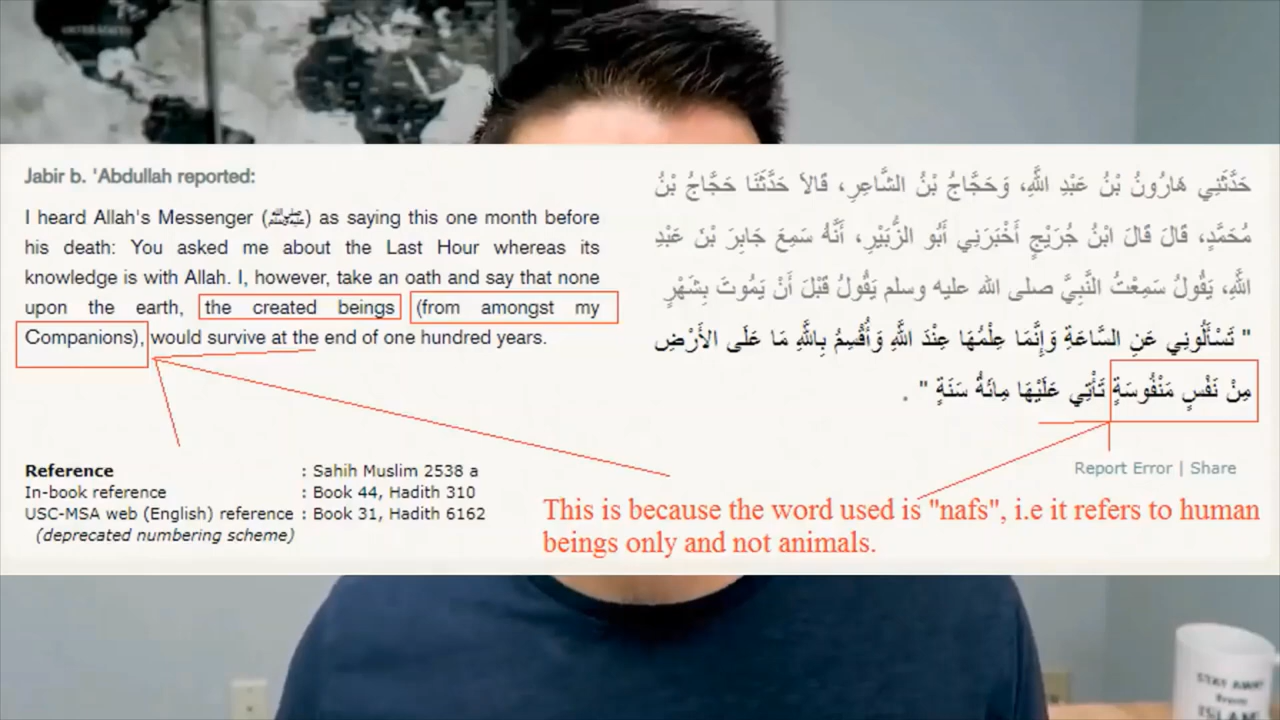 Jabir b. 'Abdullah reported:
I heard Allah's Messenger (ﷺ) as saying this one month before
his death: You asked me about the Last Hour whereas its
knowledge is with Allah. I, however, take an oath and say that none
upon the earth, the created beings (from amongst my
Companions), would survive at the end of one hundred years.
حَدَّثَنِي هَارُونُ بْنُ عَبْدِ اللَّهِ، وَحَجَّاجُ بْنُ الشَّاعِرِ، قَالاَ حَدَّثَنَا حَجَّاجُ بْنُ
مُحَمَّدٍ، قَالَ قَالَ ابْنُ جُرَيْجٍ أَخْبَرَنِي أَبُو الزُّبَيْرِ، أَنَّهُ سَمِعَ جَابِرَ بْنَ عَبْدِ
اللَّهِ، يَقُولُ سَمِعْتُ النَّبِيَّ صلى الله عليه وسلم يَقُولُ قَبْلَ أَنْ يَمُوتَ بِشَهْرٍ
" تَسْأَلُونِي عَنِ السَّاعَةِ وَإِنَّمَا عِلْمُهَا عِنْدَ اللَّهِ وَأُقْسِمُ بِاللَّهِ مَا عَلَى الأَرْضِ
مِنْ نَفْسٍ مَنْفُوسَةٍ تَأْتِي عَلَيْهَا مِائَةُ سَنَةٍ " .
Report Error | Share
Reference : Sahih Muslim 2538 a
In-book reference : Book 44, Hadith 310
USC-MSA web (English) reference : Book 31, Hadith 6162
(deprecated numbering scheme)
This is because the word used is "nafs", i.e it refers to human
beings only and not animals.
STAY AWAY
from
ISLAM